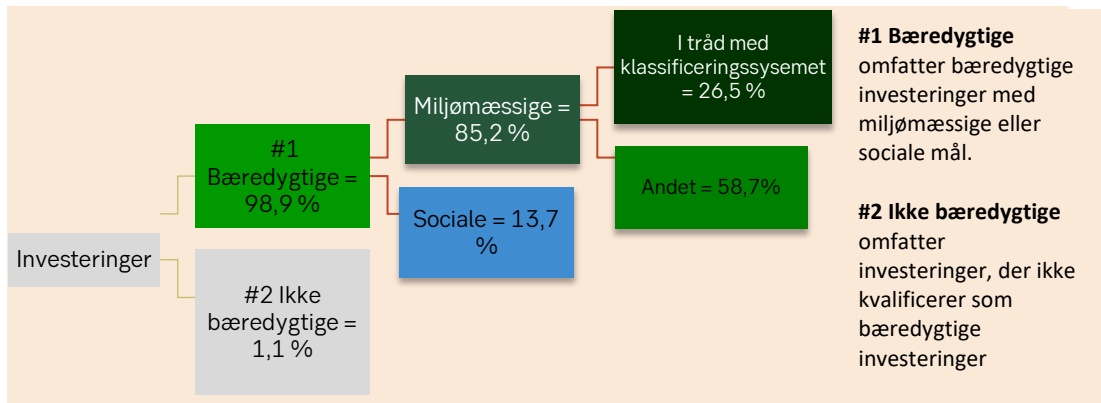 Investeringer
#1
Bæredygtige =
98,9 %
#2 Ikke
bæredygtige =
1,1 %
Miljømæssige =
85,2 %
Sociale = 13,7
%
I tråd med
klassificeringssysemet
= 26,5 %
Andet = 58,7%
#1 Bæredygtige
omfatter bæredygtige
investeringer med
miljømæssige eller
sociale mål.
#2 Ikke bæredygtige
omfatter
investeringer, der ikke
kvalificerer som
bæredygtige
investeringer